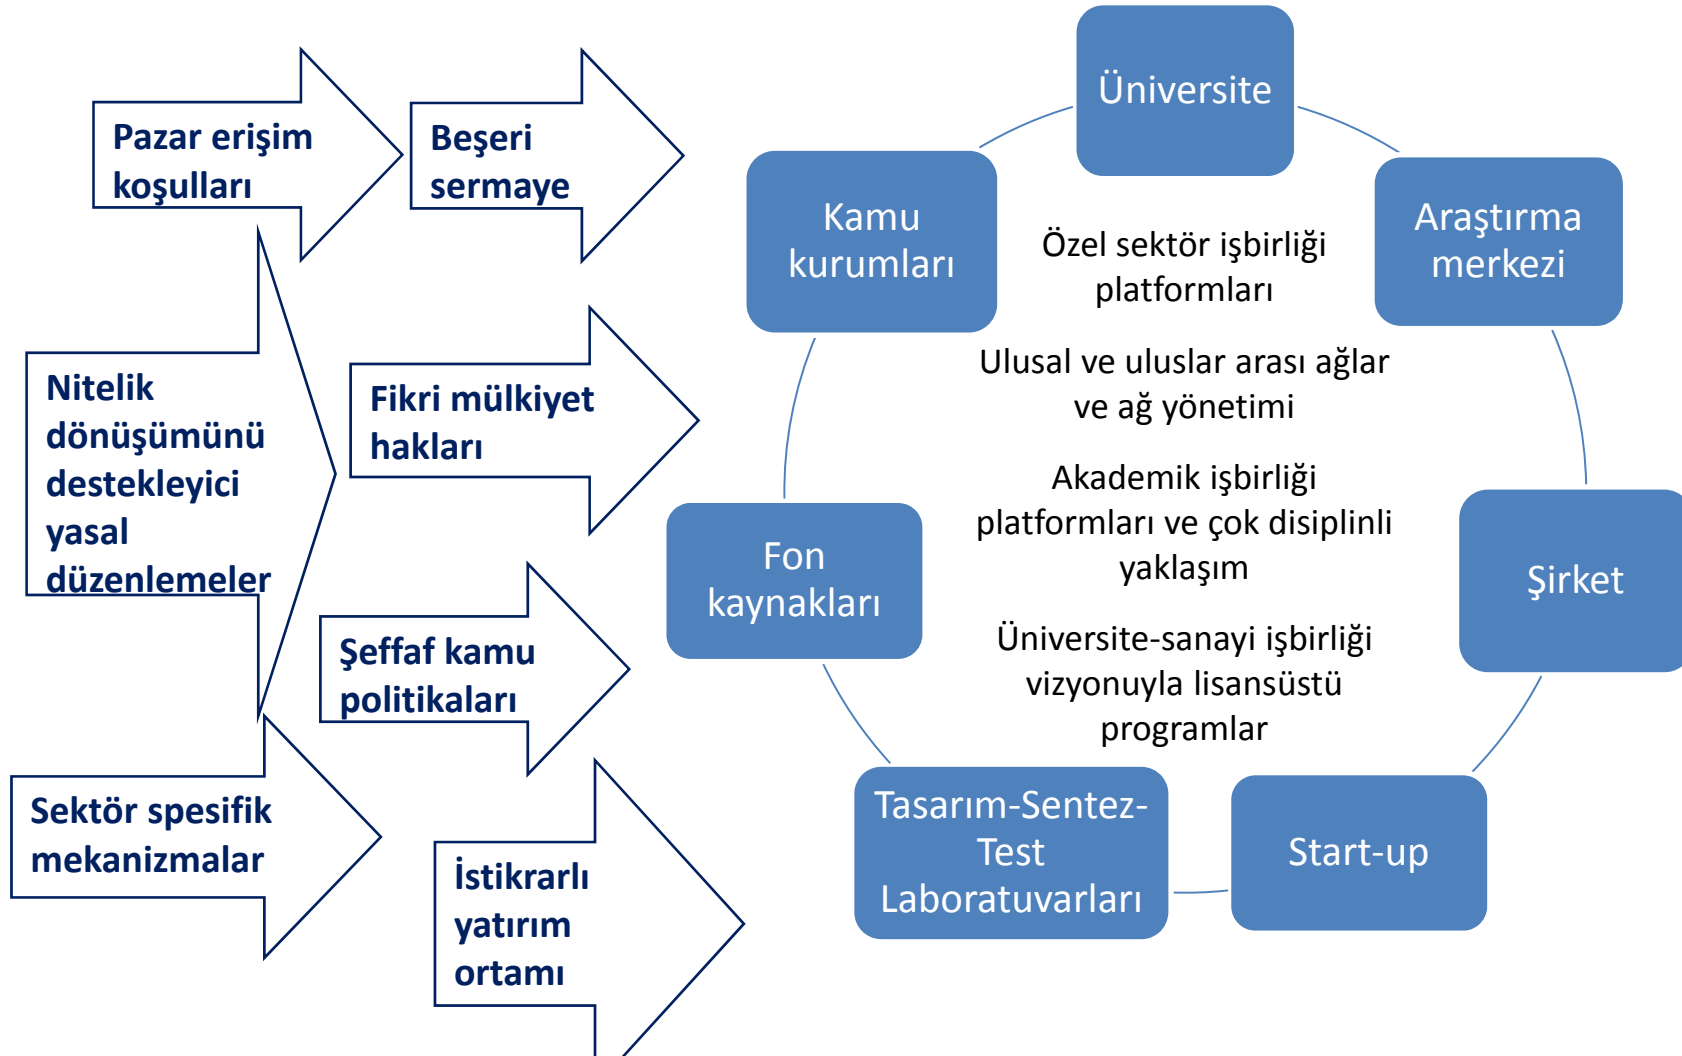 Pazar erişim
koşulları
Beşeri
sermaye
Nitelik
dönüşümünü
destekleyici
yasal
düzenlemeler
Fikri mülkiyet
hakları
Şeffaf kamu
politikaları
Sektör spesifik
mekanizmalar
İstikrarlı
yatırım
ortamı
Üniversite
Kamu
kurumları
Araştırma
merkezi
Özel sektör işbirliği
platformları
Ulusal ve uluslar arası ağlar
ve ağ yönetimi
Akademik işbirliği
platformları ve çok disiplinli
yaklaşım
Üniversite-sanayi işbirliği
vizyonuyla lisansüstü
programlar
Fon
kaynakları
Şirket
Tasarım-Sentez-
Test
Laboratuvarları
Start-up